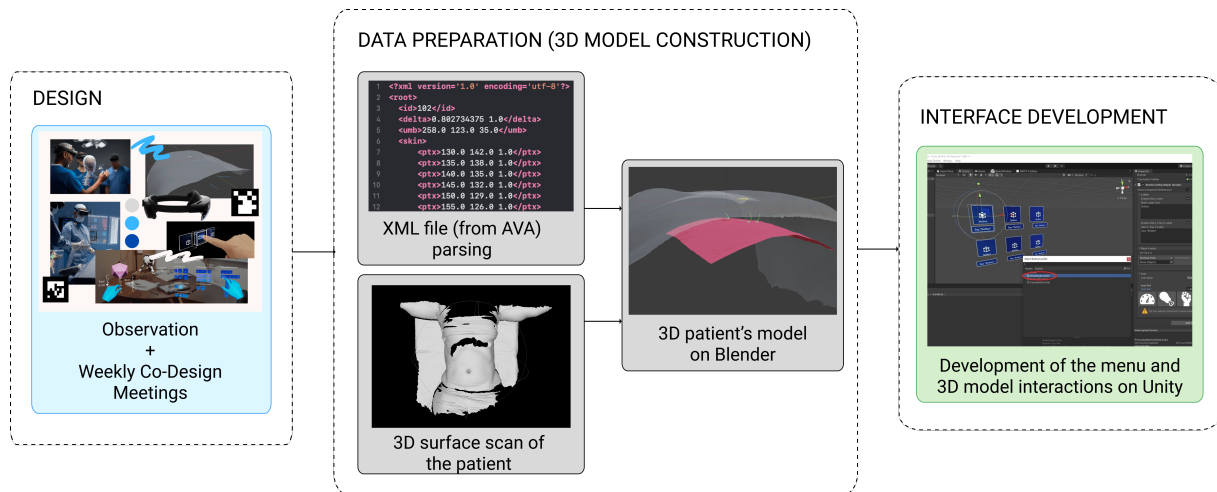 DESIGN
Observation
+
Weekly Co-Design
Meetings
DATA PREPARATION (3D MODEL CONSTRUCTION)
1 <?xml version='1.0' encoding='utf-8'?>
2 <root>
3 <id>102</id>
4 <delta>0.802734375 1.0</delta>
5 <umb>258.0 123.0 35.0</umb>
6 <skin>
7 <ptx>130.0 142.0 1.0</ptx>
8 <ptx>135.0 138.0 1.0</ptx>
9 <ptx>140.0 135.0 1.0</ptx>
10 <ptx>145.0 132.0 1.0</ptx>
11 <ptx>150.0 129.0 1.0</ptx>
12 <ptx>155.0 126.0 1.0</ptx>
XML file (from AVA)
parsing
3D surface scan of
the patient
3D patient's model
on Blender
INTERFACE DEVELOPMENT
Development of the menu and
3D model interactions on Unity